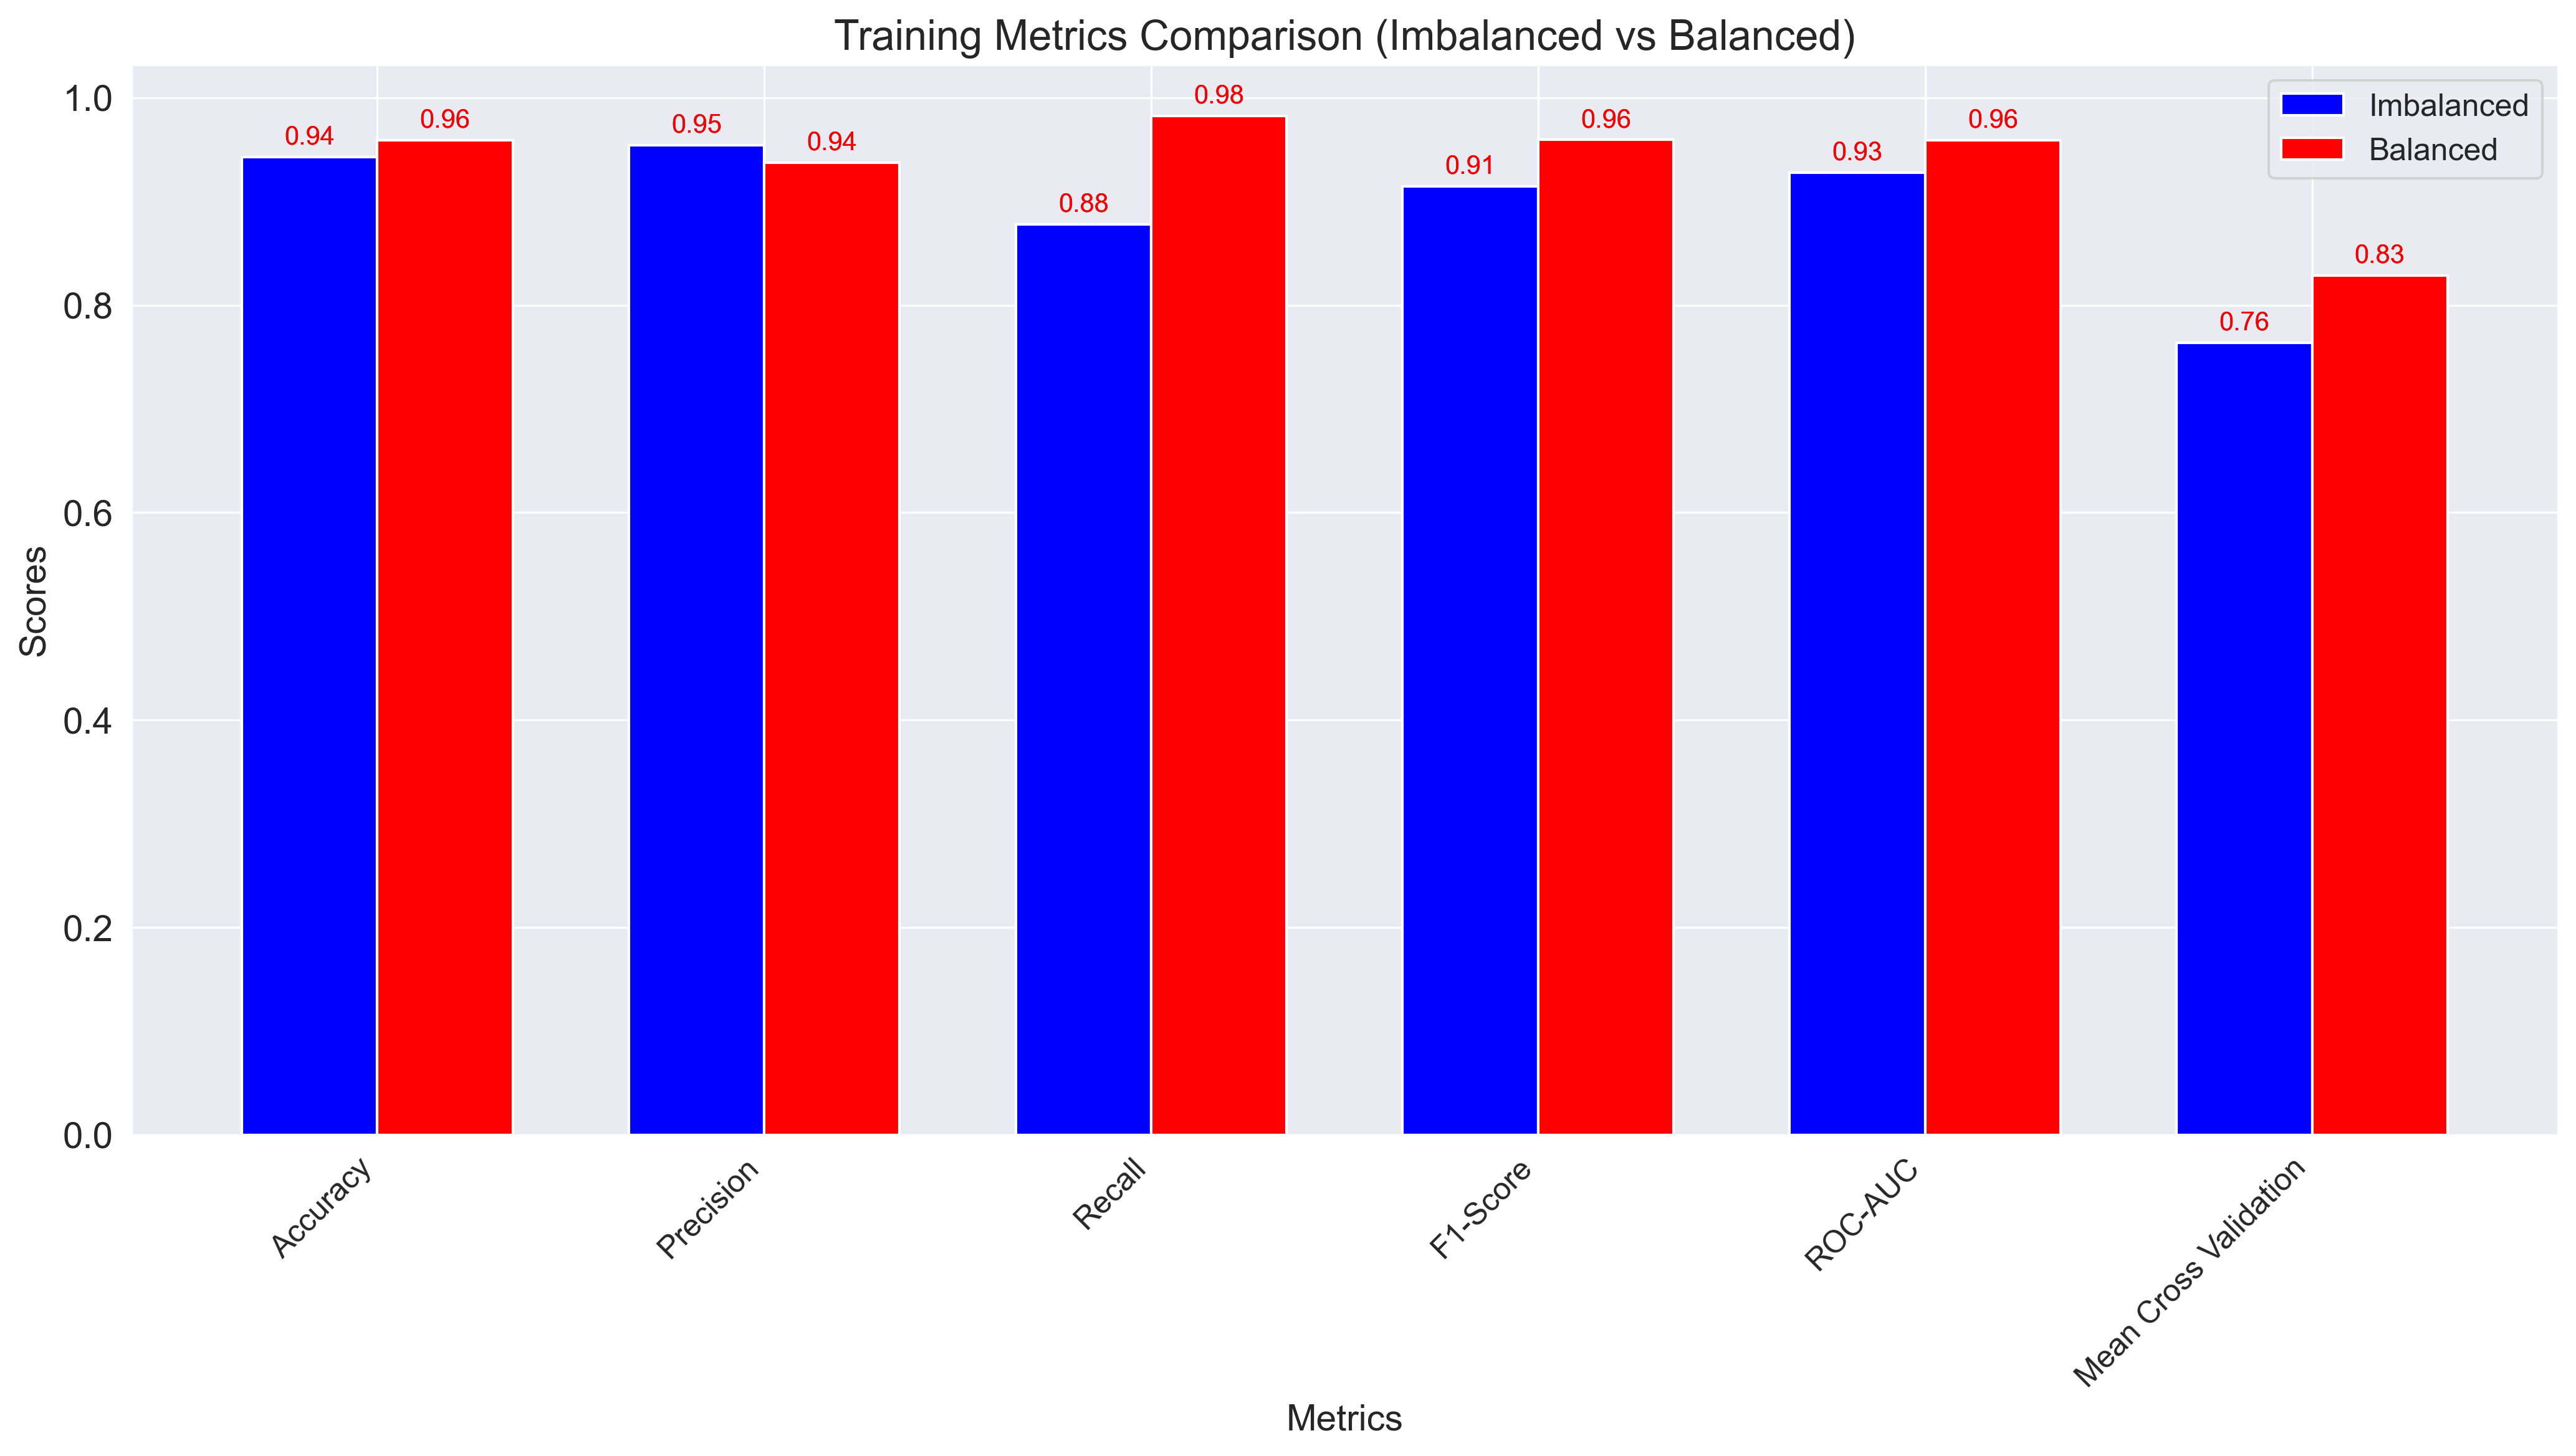 Training Metrics Comparison (Imbalanced vs Balanced)
Imbalanced
Balanced
Scores
1.0
0.8
0.6
0.4
0.2
0.0
0.94
0.96
0.95
0.94
0.88
0.98
0.91
0.96
0.93
0.96
0.76
0.83
Accuracy
Precision
Recall
F1-Score
ROC-AUC
Mean Cross Validation
Metrics